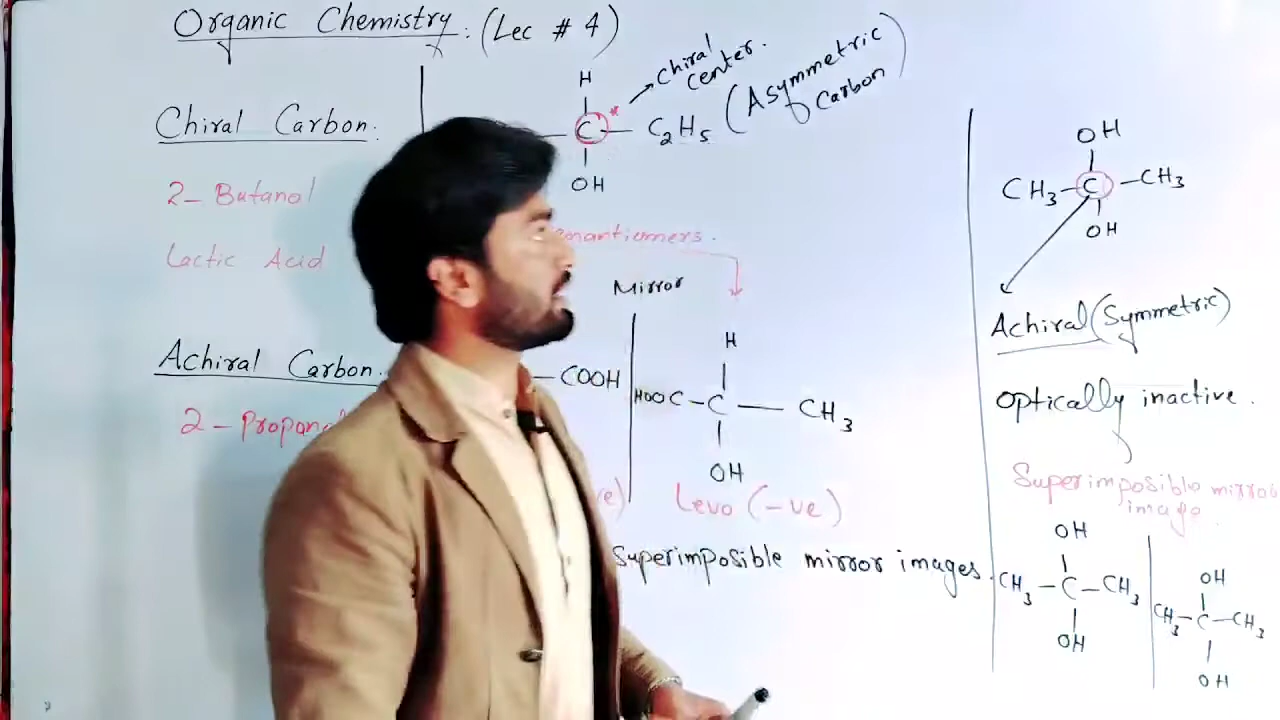 Organic Chemistry : (Lec # 4)
Chiral Carbon :
2- Butanol
Lactic Acid
Achiral Carbon.
2-
H
C* — C2H5
OH
Chiral center.
(Asymmetric Carbon)
Mirror
— COOH
H
HOOC – C — CH3
OH
Levo (-ve)
Superimposible mirror images.
OH
CH3 – C – CH3
OH
Achiral (Symmetric)
Optically inactive.
Superimposible mirror
image.
OH
CH3 – C – CH3
OH
OH
CH3 – C – CH3
OH